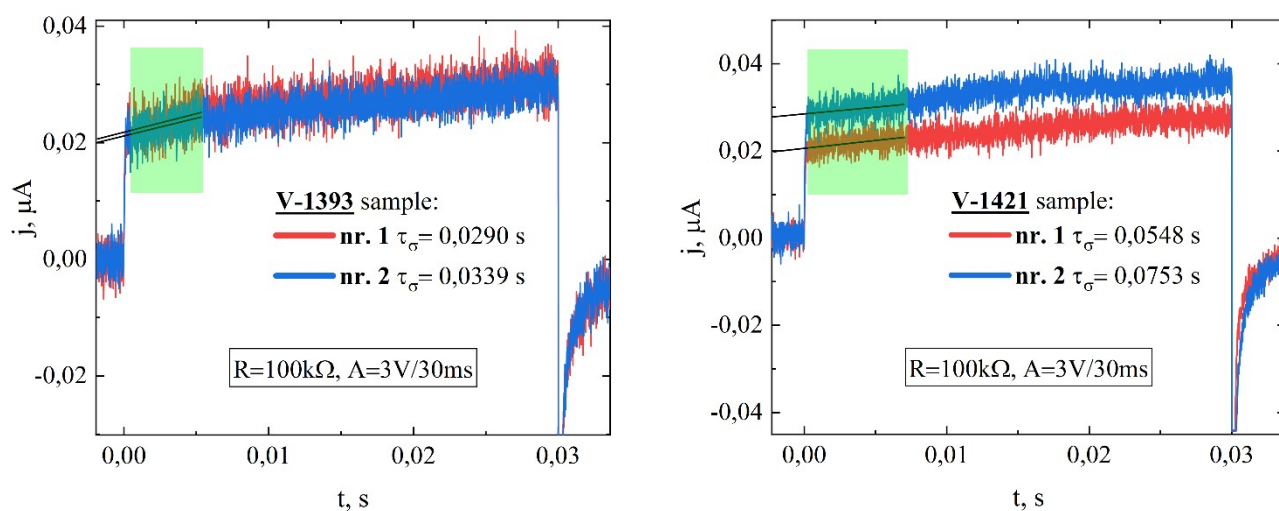 0,04
0,02
0,00
-0,02
j, μA
V-1393 sample:
nr. 1 τσ= 0,0290 s
nr. 2 τσ= 0,0339 s
R=100kΩ, A=3V/30ms
0,00 0,01 0,02 0,03
t, s
0,04
0,02
0,00
-0,02
-0,04
j, μA
V-1421 sample:
nr. 1 τσ= 0,0548 s
nr. 2 τσ= 0,0753 s
R=100kΩ, A=3V/30ms
0,00 0,01 0,02 0,03
t, s